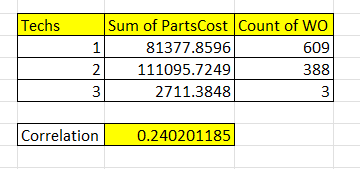 Techs Sum of PartsCost Count of WO
1 81377.8596 609
2 111095.7249 388
3 2711.3848 3
Correlation 0.240201185